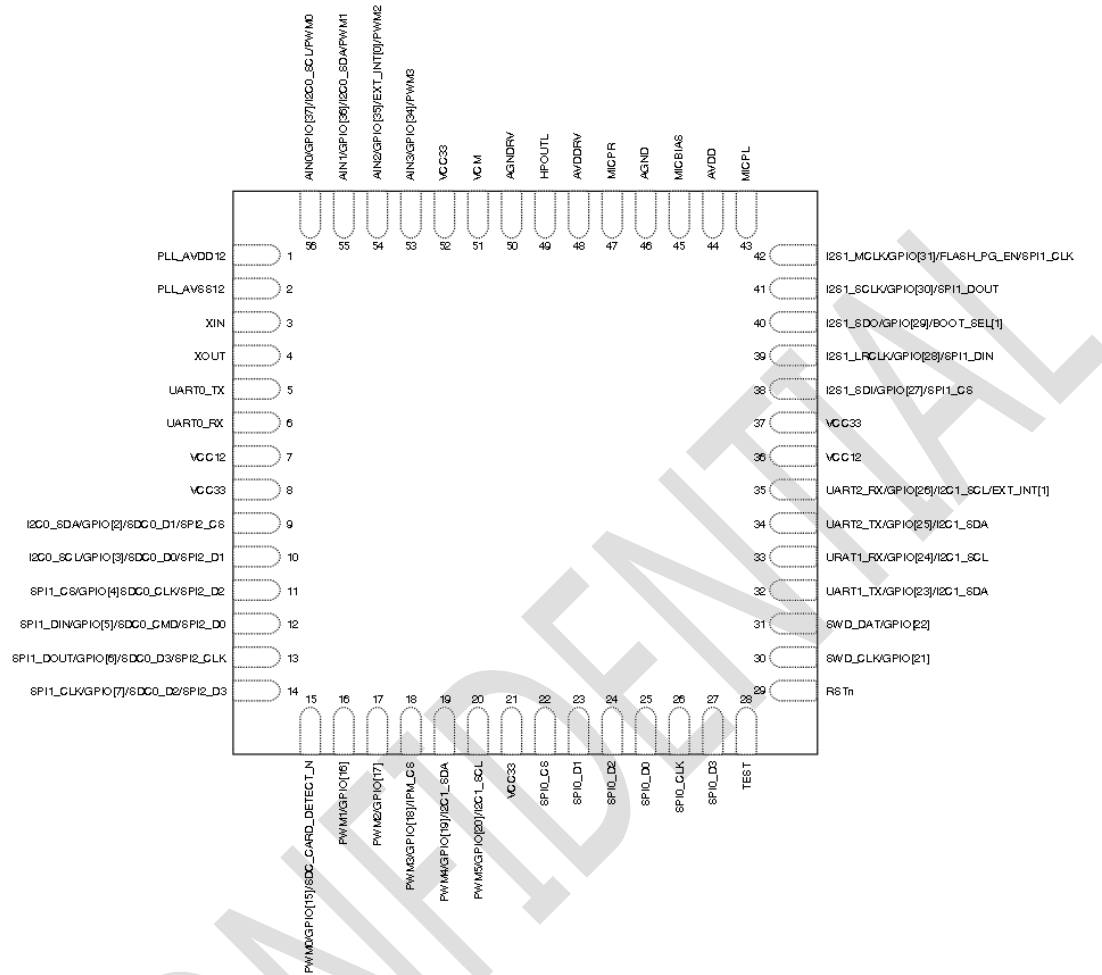 AIN0/GPIO[37]/I2C0_SCL/PWM0
AIN1/GPIO[36]/I2C0_SDA/PWM1
AIN2/GPIO[35]/EXT_INT[0]/PWM2
AIN3/GPIO[34]/PWM3
VCC33
VCM
AGNDRV
HPOUTL
AVDDRV
MICPR
AGND
MICBIAS
AVDD
MICPL
56 55 54 53 52 51 50 49 48 47 46 45 44 43
PLL_AVDD12 1
PLL_AVSS12 2
XIN 3
XOUT 4
UART0_TX 5
UART0_RX 6
VCC12 7
VCC33 8
I2C0_SDA/GPIO[2]/SDC0_D1/SPI2_CS 9
I2C0_SCL/GPIO[3]/SDC0_D0/SPI2_D1 10
SPI1_CS/GPIO[4]SDC0_CLK/SPI2_D2 11
SPI1_DIN/GPIO[5]/SDC0_CMD/SPI2_D0 12
SPI1_DOUT/GPIO[6]/SDC0_D3/SPI2_CLK 13
SPI1_CLK/GPIO[7]/SDC0_D2/SPI2_D3 14
42 I2S1_MCLK/GPIO[31]/FLASH_PG_EN/SPI1_CLK
41 I2S1_SCLK/GPIO[30]/SPI1_DOUT
40 I2S1_SDO/GPIO[29]/BOOT_SEL[1]
39 I2S1_LRCLK/GPIO[28]/SPI1_DIN
38 I2S1_SDI/GPIO[27]/SPI1_CS
37 VCC33
36 VCC12
35 UART2_RX/GPIO[26]/I2C1_SCL/EXT_INT[1]
34 UART2_TX/GPIO[25]/I2C1_SDA
33 URAT1_RX/GPIO[24]/I2C1_SCL
32 UART1_TX/GPIO[23]/I2C1_SDA
31 SWD_DAT/GPIO[22]
30 SWD_CLK/GPIO[21]
29 RSTn
15 16 17 18 19 20 21 22 23 24 25 26 27 28
PWM0/GPIO[15]/SDC_CARD_DETECT_N
PWM1/GPIO[16]
PWM2/GPIO[17]
PWM3/GPIO[18]/IPM_CS
PWM4/GPIO[19]/I2C1_SDA
PWM5/GPIO[20]/I2C1_SCL
VCC33
SPI0_CS
SPI0_D1
SPI0_D2
SPI0_D0
SPI0_CLK
SPI0_D3
TEST
ONFIDENTIAL